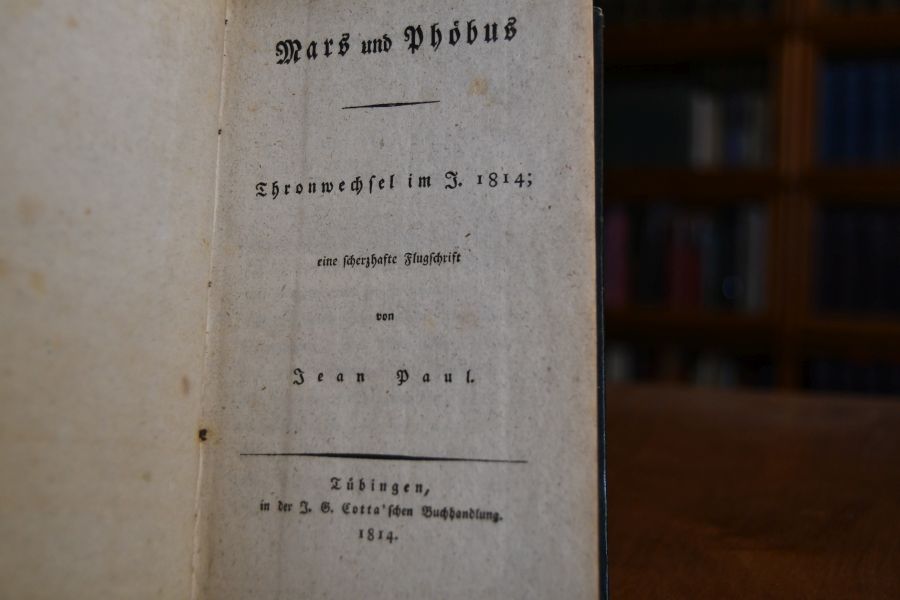 Mars und Phöbus
Thronwechſel im J. 1814;
eine ſcherzhafte Flugſchrift
von
Jean Paul.
Tübingen,
in der J. G. Cotta'ſchen Buchhandlung.
1814.